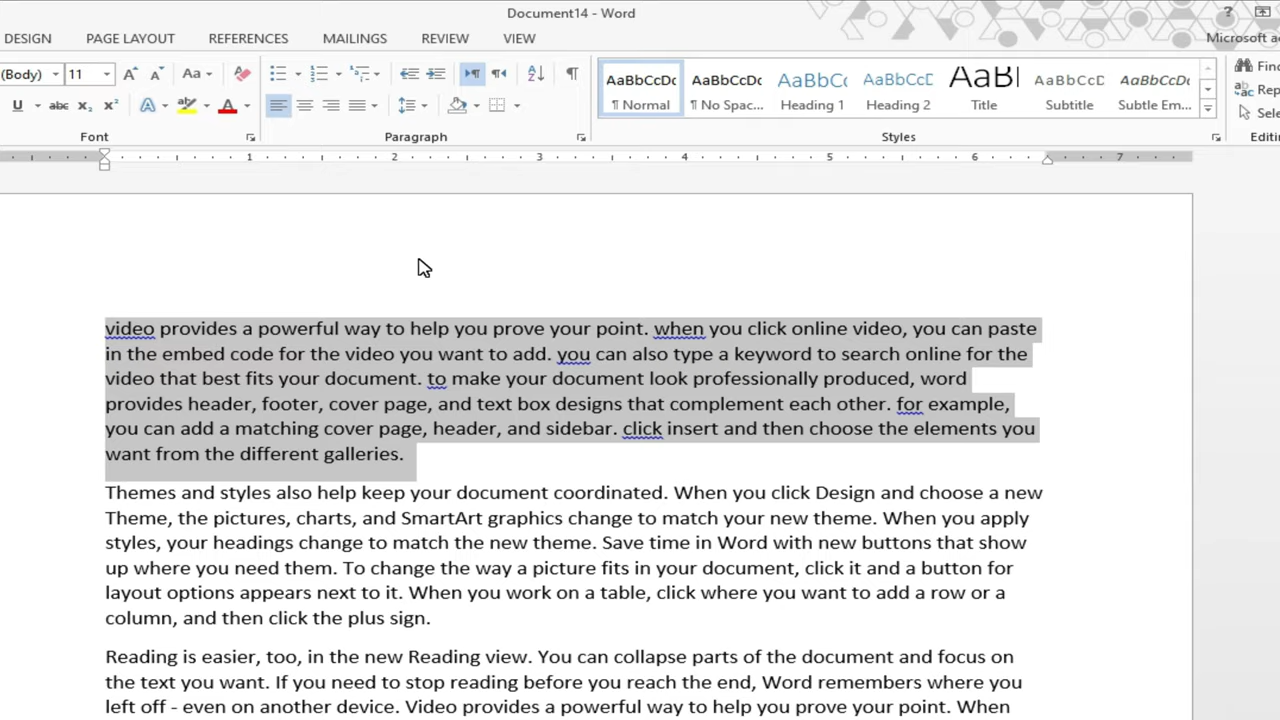 Document14 - Word
?
DESIGN PAGE LAYOUT REFERENCES MAILINGS REVIEW VIEW
(Body) 11 A A Aa
AaBbCcDc AaBbCcDc AaBbCc AaBbCcD AaB AaBbCcD AaBbCcDc
¶ Normal ¶ No Spac... Heading 1 Heading 2 Title Subtitle Subtle Em...
U abc X₂ X² A A
Font Paragraph Styles
1 2 3 4 5 6 7
video provides a powerful way to help you prove your point. when you click online video, you can paste
in the embed code for the video you want to add. you can also type a keyword to search online for the
video that best fits your document. to make your document look professionally produced, word
provides header, footer, cover page, and text box designs that complement each other. for example,
you can add a matching cover page, header, and sidebar. click insert and then choose the elements you
want from the different galleries.
Themes and styles also help keep your document coordinated. When you click Design and choose a new
Theme, the pictures, charts, and SmartArt graphics change to match your new theme. When you apply
styles, your headings change to match the new theme. Save time in Word with new buttons that show
up where you need them. To change the way a picture fits in your document, click it and a button for
layout options appears next to it. When you work on a table, click where you want to add a row or a
column, and then click the plus sign.
Reading is easier, too, in the new Reading view. You can collapse parts of the document and focus on
the text you want. If you need to stop reading before you reach the end, Word remembers where you
left off - even on another device. Video provides a powerful way to help you prove your point. When